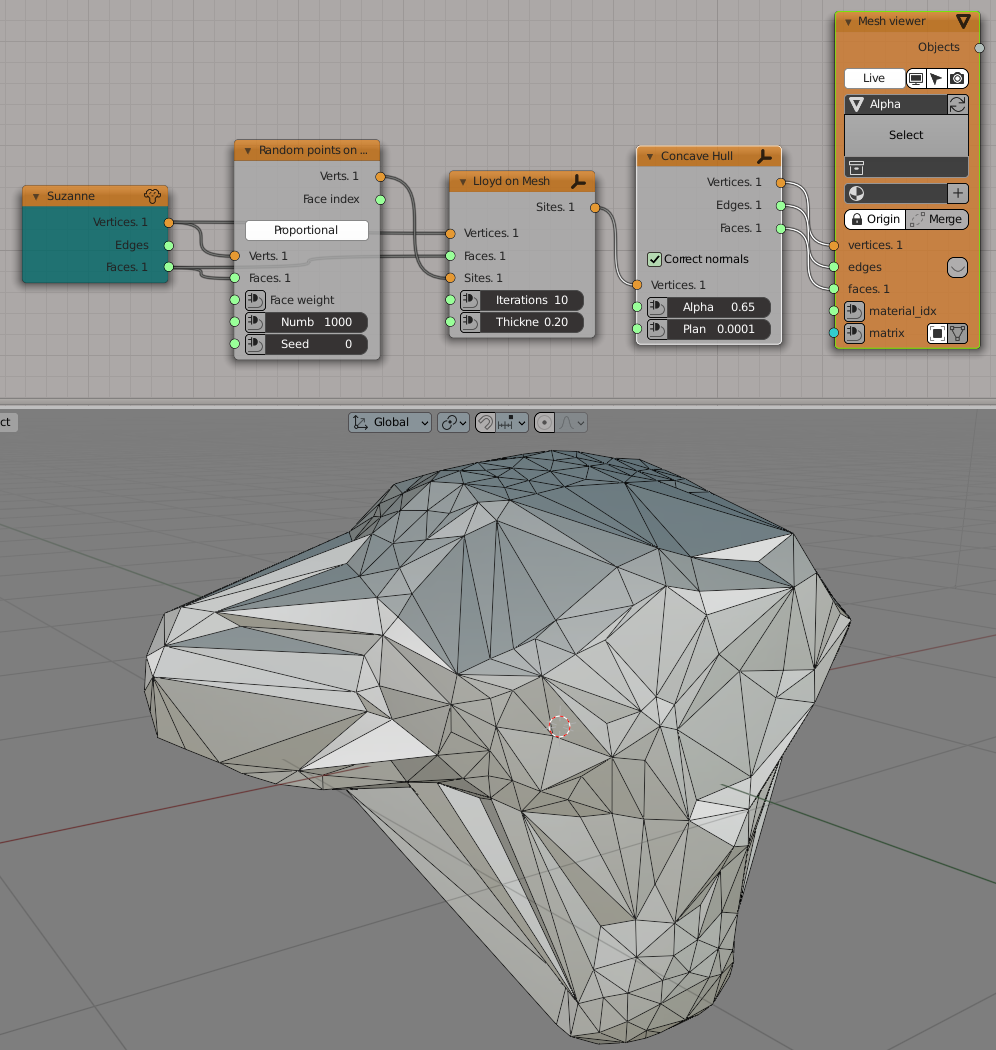 Suzanne
Vertices. 1
Edges
Faces. 1
Random points on ...
Verts. 1
Face index
Proportional
Verts. 1
Faces. 1
Face weight
Numb 1000
Seed 0
Lloyd on Mesh
Sites. 1
Vertices. 1
Faces. 1
Sites. 1
Iterations 10
Thickne 0.20
Concave Hull
Vertices. 1
Edges. 1
Faces. 1
Correct normals
Vertices. 1
Alpha 0.65
Plan 0.0001
Mesh viewer
Objects
Live
Alpha
Select
Origin Merge
vertices. 1
edges
faces. 1
material_idx
matrix
ct
Global